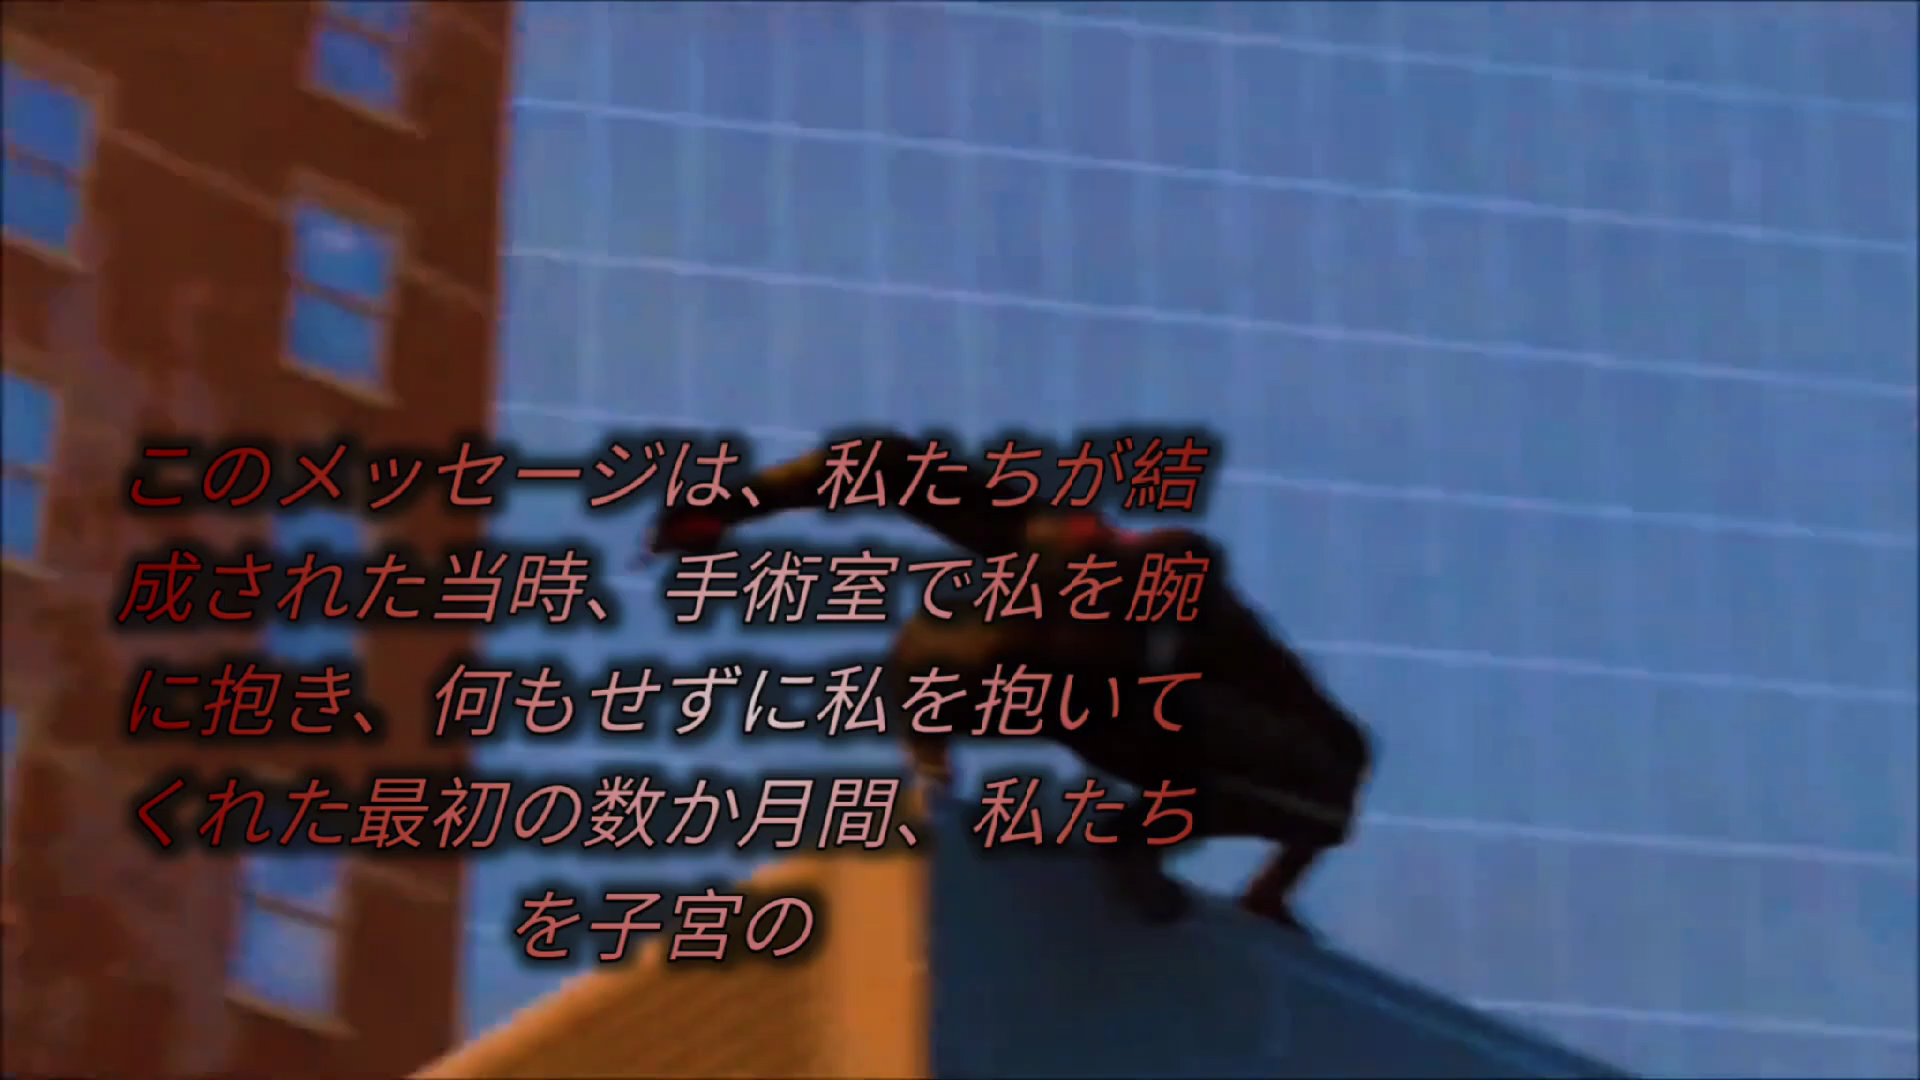 このメッセージは、私たちが結
成された当時、手術室で私を腕
に抱き、何もせずに私を抱いて
くれた最初の数か月間、私たち
を子宮の